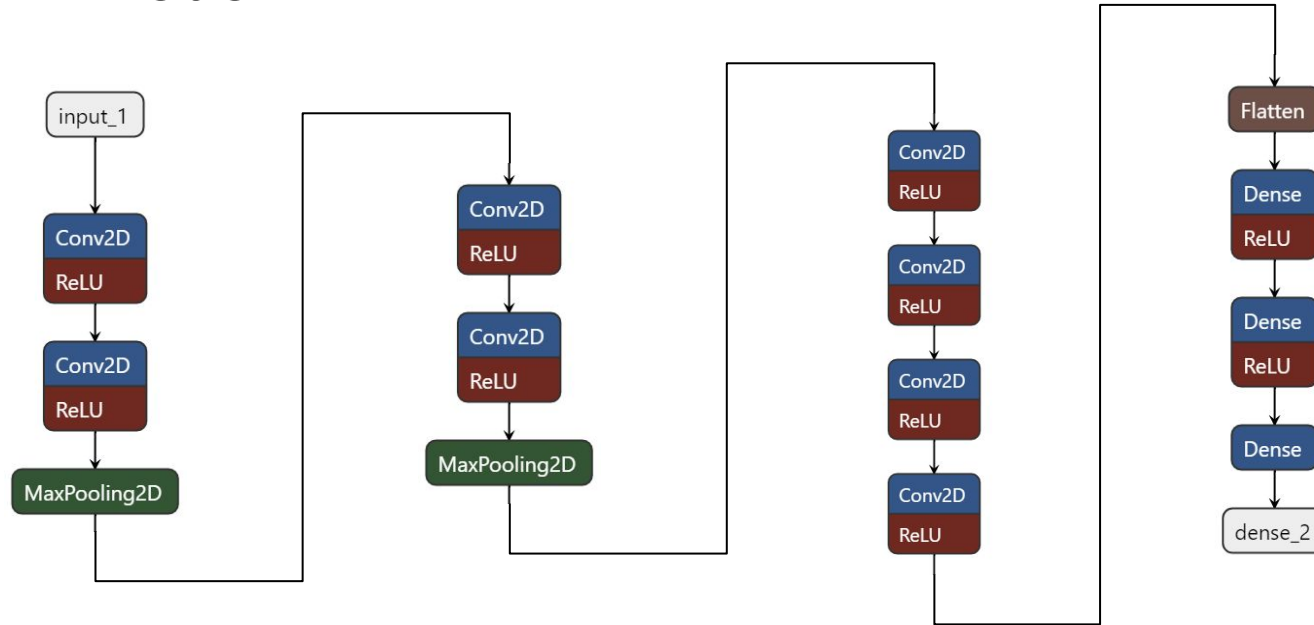 input_1
Conv2D
ReLU
Conv2D
ReLU
MaxPooling2D
Conv2D
ReLU
Conv2D
ReLU
MaxPooling2D
Conv2D
ReLU
Conv2D
ReLU
Conv2D
ReLU
Conv2D
ReLU
Flatten
Dense
ReLU
Dense
ReLU
Dense
dense_2